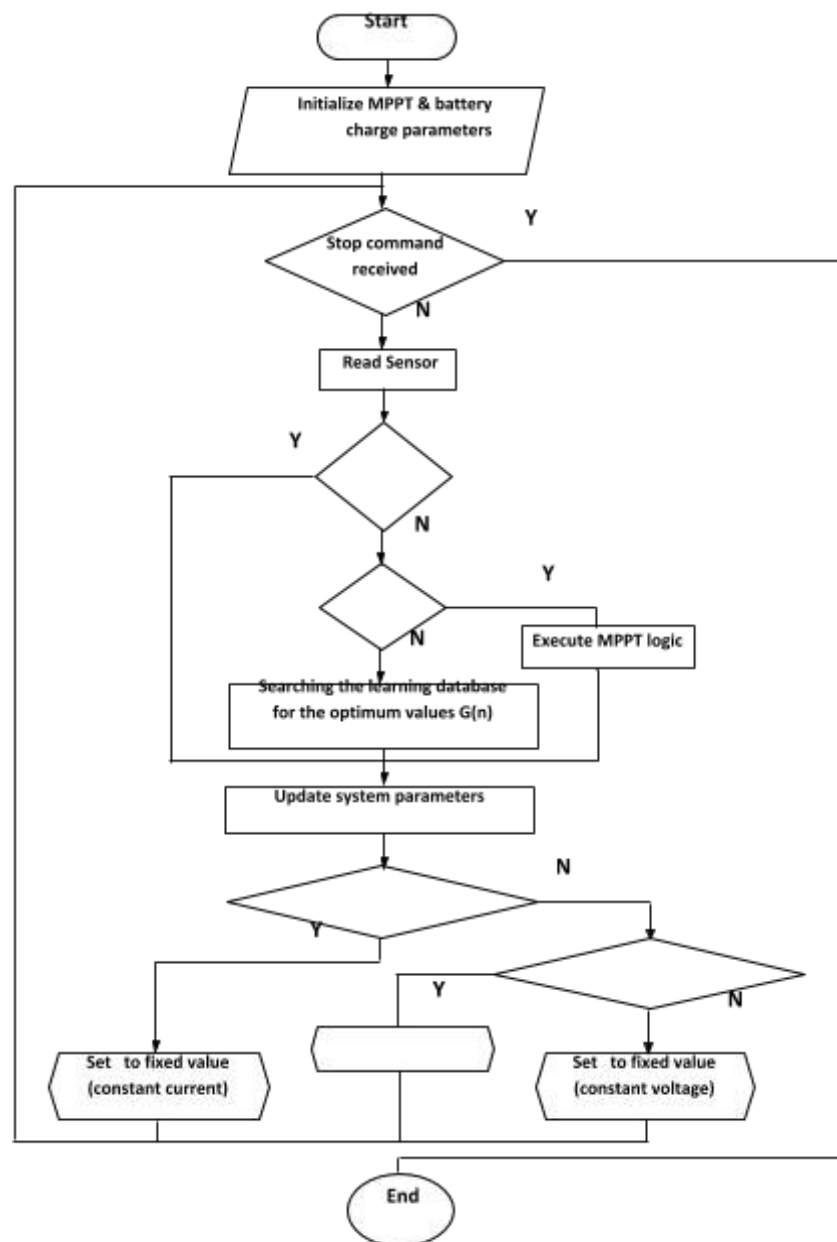 Start
Initialize MPPT & battery
charge parameters
Y
Stop command
received
N
Read Sensor
Y
N
Y
N
Execute MPPT logic
Searching the learning database
for the optimum values G(n)
Update system parameters
N
Y
Y
N
Set to fixed value
(constant current)
Set to fixed value
(constant voltage)
End